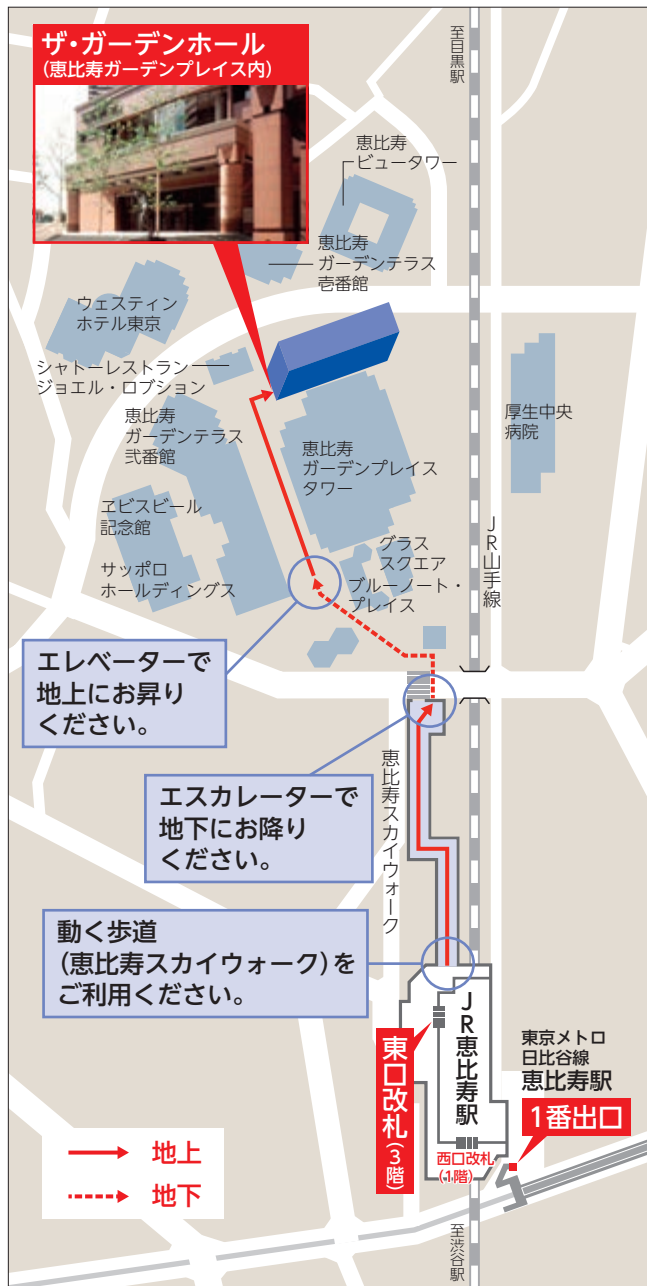 ザ・ガーデンホール
(恵比寿ガーデンプレイス内)
至目黒駅
恵比寿
ビュータワー
恵比寿
ガーデンテラス
壱番館
ウェスティン
ホテル東京
シャトーレストラン
ジョエル・ロブション
恵比寿
ガーデンテラス
弐番館
恵比寿
ガーデンプレイス
タワー
厚生中央
病院
ヱビスビール
記念館
サッポロ
ホールディングス
グラス
スクエア
ブルーノート・
プレイス
JR山手線
エレベーターで
地上にお昇り
ください。
エスカレーターで
地下にお降り
ください。
恵比寿スカイウォーク
動く歩道
(恵比寿スカイウォーク)を
ご利用ください。
JR恵比寿駅
東口改札(3階)
西口改札
(1階)
東京メトロ
日比谷線
恵比寿駅
1番出口
地上
地下
至渋谷駅